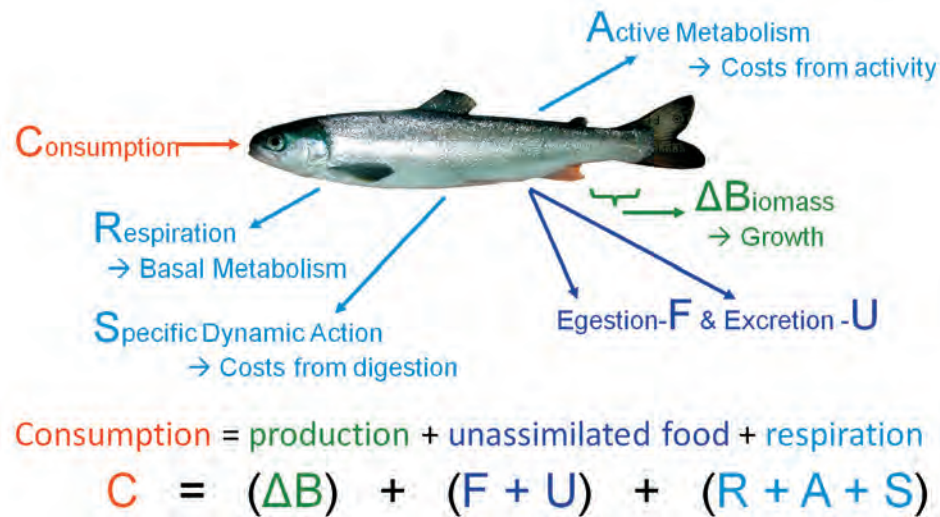 Active Metabolism
→ Costs from activity
Consumption
ΔBiomass
→ Growth
Respiration
→ Basal Metabolism
Egestion-F & Excretion -U
Specific Dynamic Action
→ Costs from digestion
Consumption = production + unassimilated food + respiration
C = (ΔB) + (F + U) + (R + A + S)